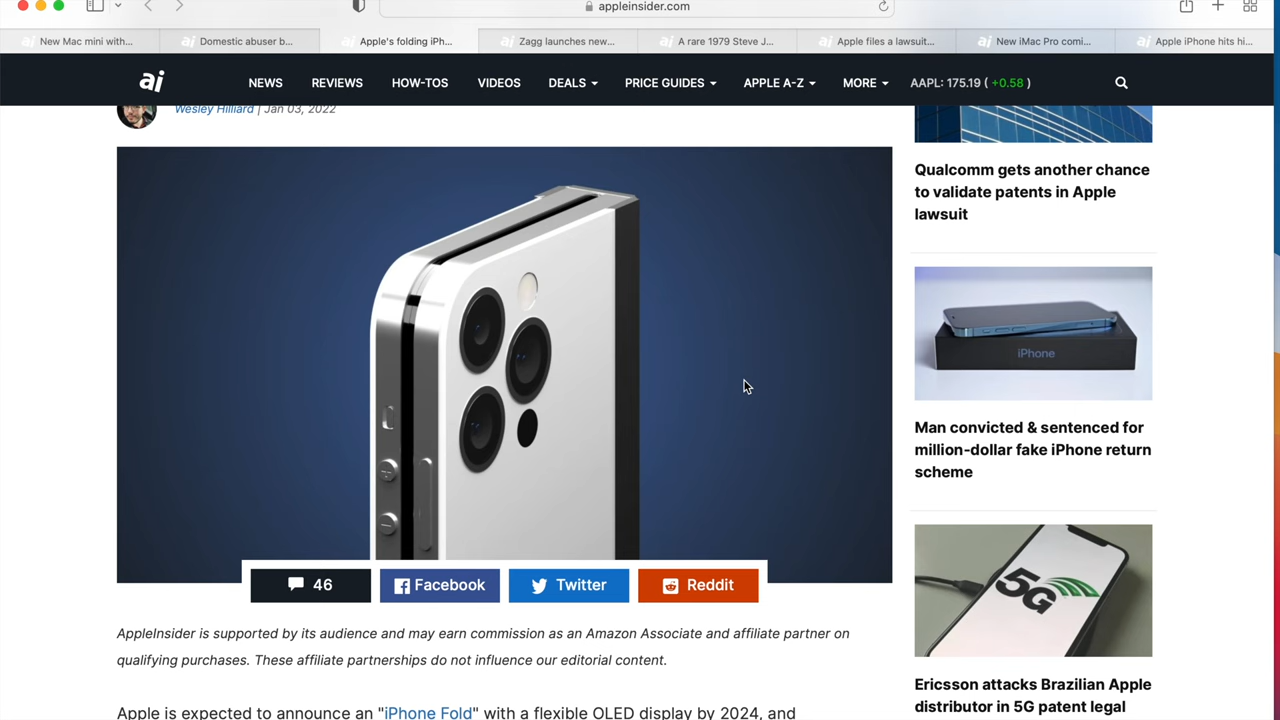 appleinsider.com
New Mac mini with...
Domestic abuser b...
Apple's folding iPh...
Zagg launches new...
A rare 1979 Steve J...
Apple files a lawsuit...
New iMac Pro comi...
Apple iPhone hits hi...
ai
NEWS
REVIEWS
HOW-TOS
VIDEOS
DEALS
PRICE GUIDES
APPLE A-Z
MORE
AAPL: 175.19 ( +0.58 )
Wesley Hilliard | Jan 03, 2022
46
Facebook
Twitter
Reddit
AppleInsider is supported by its audience and may earn commission as an Amazon Associate and affiliate partner on
qualifying purchases. These affiliate partnerships do not influence our editorial content.
Apple is expected to announce an "iPhone Fold" with a flexible OLED display by 2024, and
Qualcomm gets another chance
to validate patents in Apple
lawsuit
iPhone
Man convicted & sentenced for
million-dollar fake iPhone return
scheme
5G
Ericsson attacks Brazilian Apple
distributor in 5G patent legal